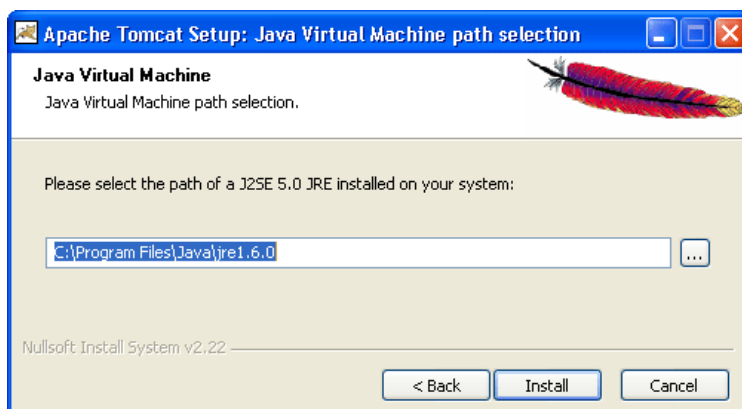 Apache Tomcat Setup: Java Virtual Machine path selection
Java Virtual Machine
Java Virtual Machine path selection.
Please select the path of a J2SE 5.0 JRE installed on your system:
C:\Program Files\Java\jre1.6.0
...
Nullsoft Install System v2.22
< Back Install Cancel